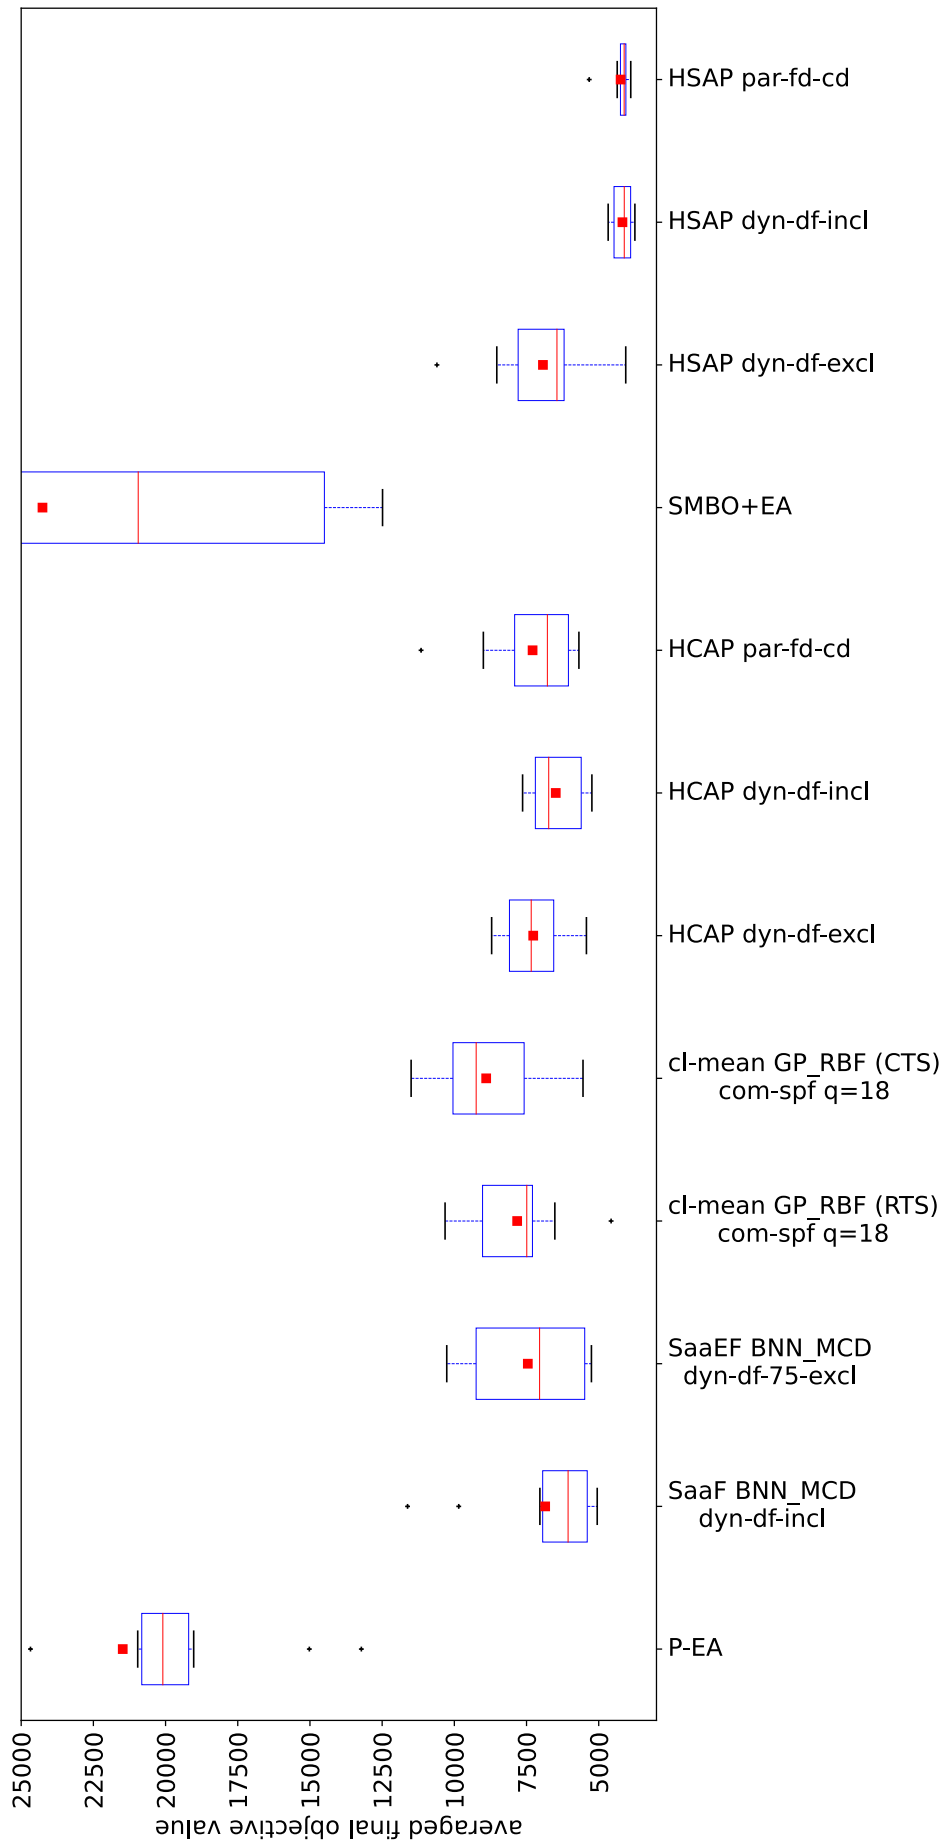 HSAP par-fd-cd
HSAP dyn-df-incl
HSAP dyn-df-excl
SMBO+EA
HCAP par-fd-cd
HCAP dyn-df-incl
HCAP dyn-df-excl
cl-mean GP_RBF (CTS)
com-spf q=18
cl-mean GP_RBF (RTS)
com-spf q=18
SaaEF BNN_MCD
dyn-df-75-excl
SaaF BNN_MCD
dyn-df-incl
P-EA
25000
22500
20000
17500
15000
12500
10000
7500
5000
averaged final objective value